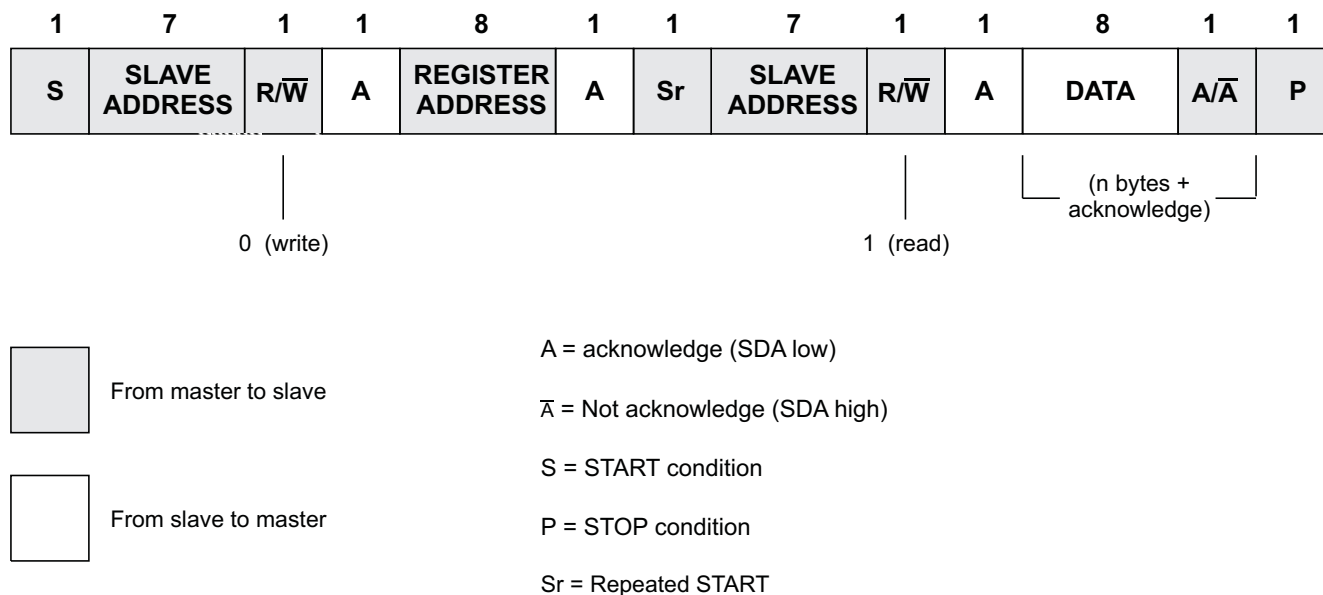 1 7 1 1 8 1 1 7 1 1 8 1 1
S SLAVE ADDRESS R/W̅ A REGISTER ADDRESS A Sr SLAVE ADDRESS R/W̅ A DATA A/A̅ P
0 (write)
1 (read)
(n bytes +
acknowledge)
From master to slave
From slave to master
A = acknowledge (SDA low)
A̅ = Not acknowledge (SDA high)
S = START condition
P = STOP condition
Sr = Repeated START